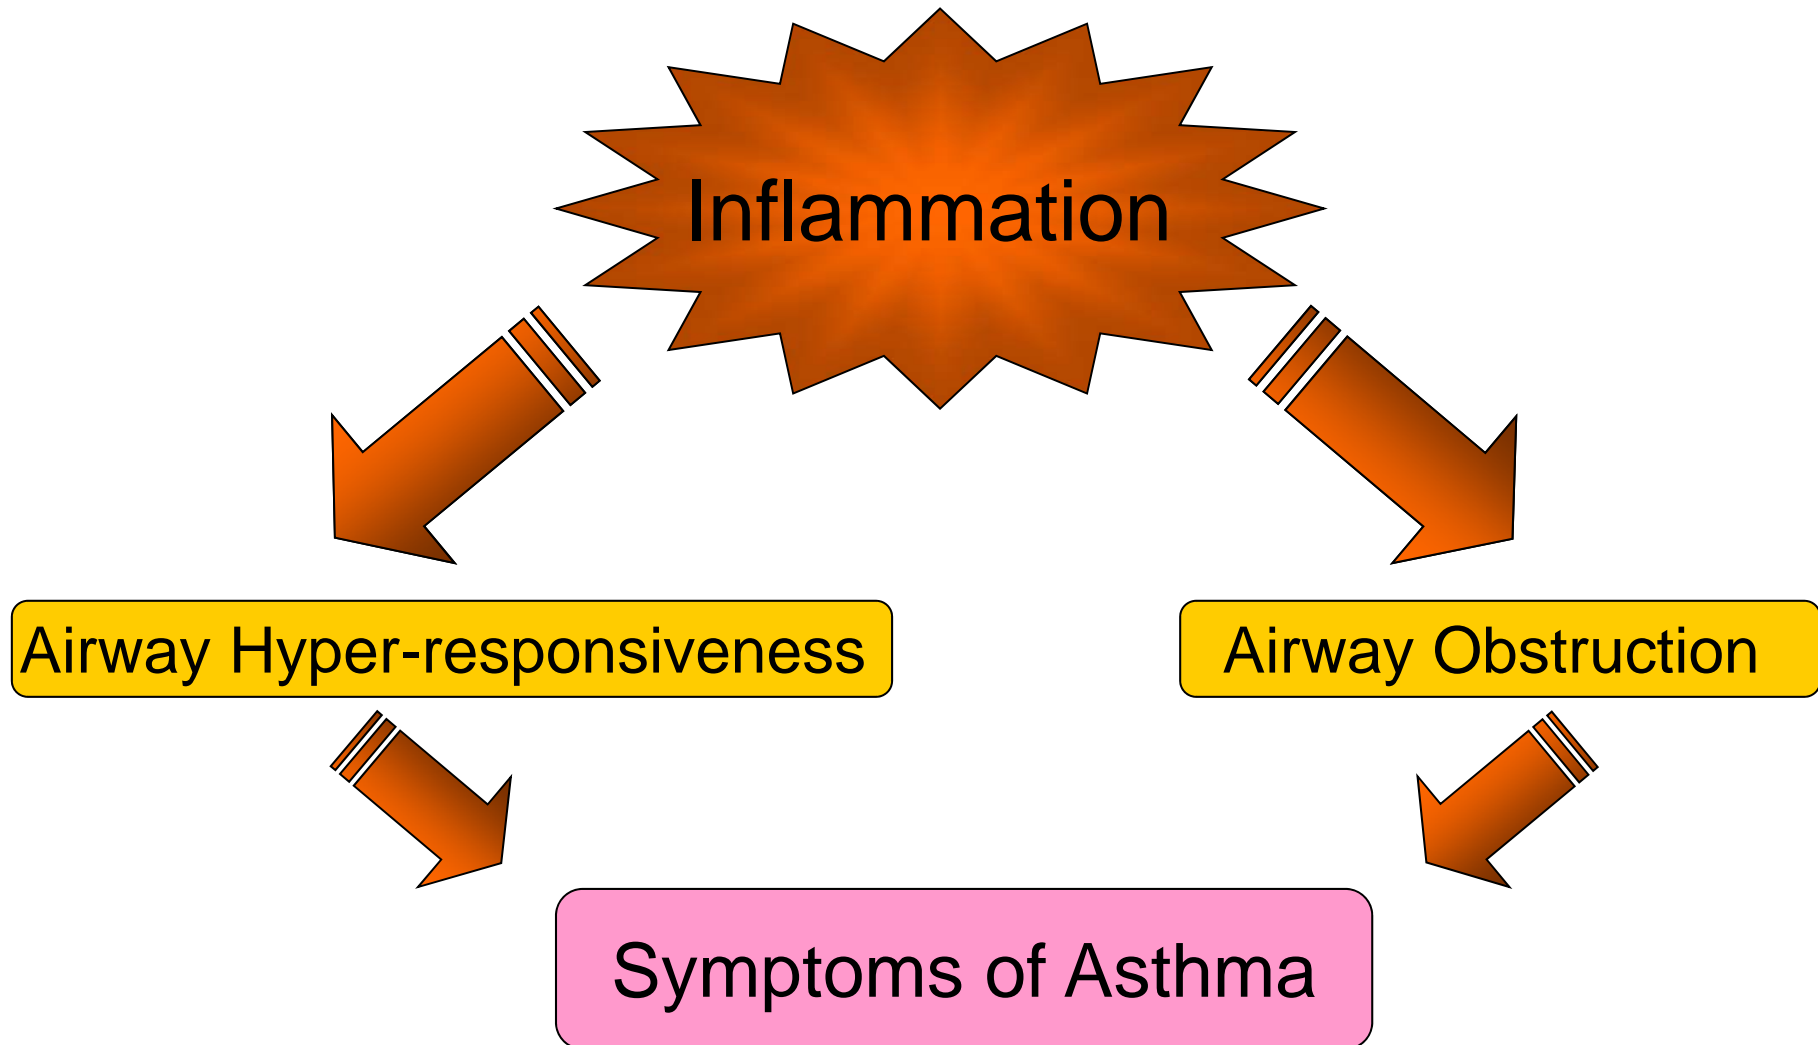 Inflammation
Airway Hyper-responsiveness
Airway Obstruction
Symptoms of Asthma